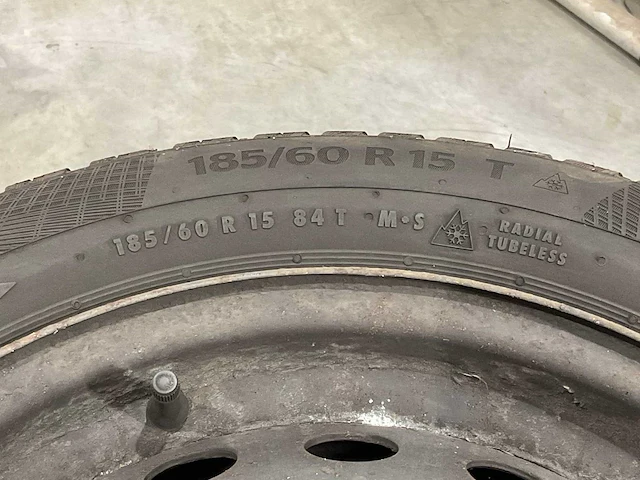 185/60 R 15 T
185/60 R 15 84 T M•S RADIAL
TUBELESS